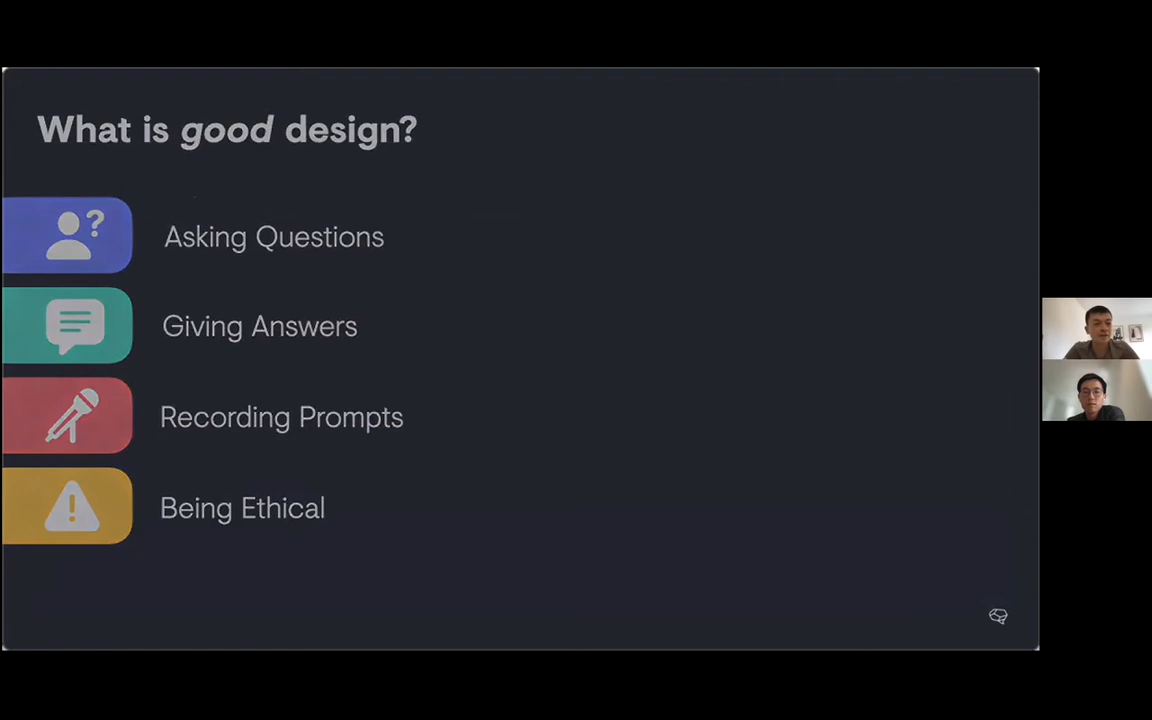 What is good design?
Asking Questions
Giving Answers
Recording Prompts
Being Ethical